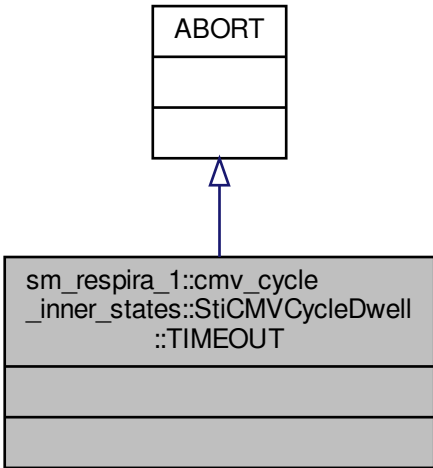 ABORT
sm_respira_1::cmv_cycle
_inner_states::StiCMVCycleDwell
::TIMEOUT